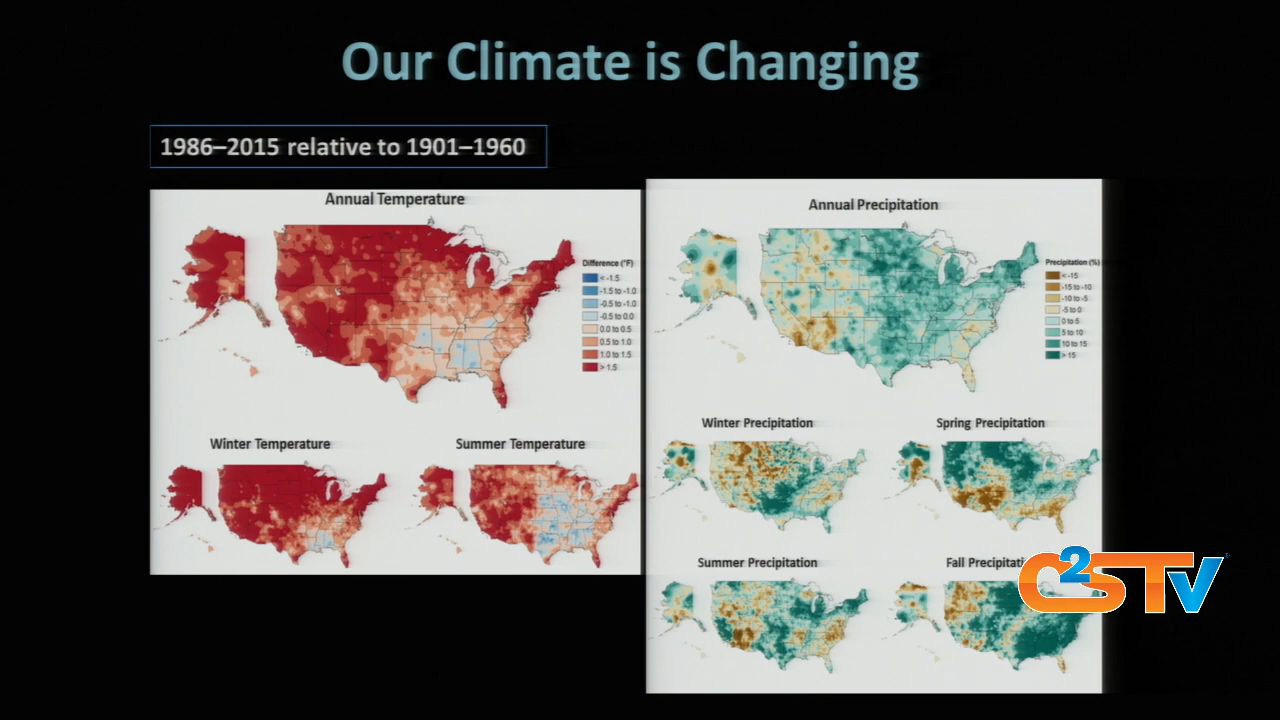 Our Climate is Changing
1986–2015 relative to 1901–1960
Annual Temperature
Difference (°F)
< -1.5
-1.5 to -1.0
-0.5 to -1.0
-0.5 to 0.0
0.0 to 0.5
0.5 to 1.0
1.0 to 1.5
> 1.5
Winter Temperature
Summer Temperature
Annual Precipitation
Precipitation (%)
< -15
-15 to -10
-10 to -5
-5 to 0
0 to 5
5 to 10
10 to 15
> 15
Winter Precipitation
Spring Precipitation
Summer Precipitation
Fall Precipitati
C2STV